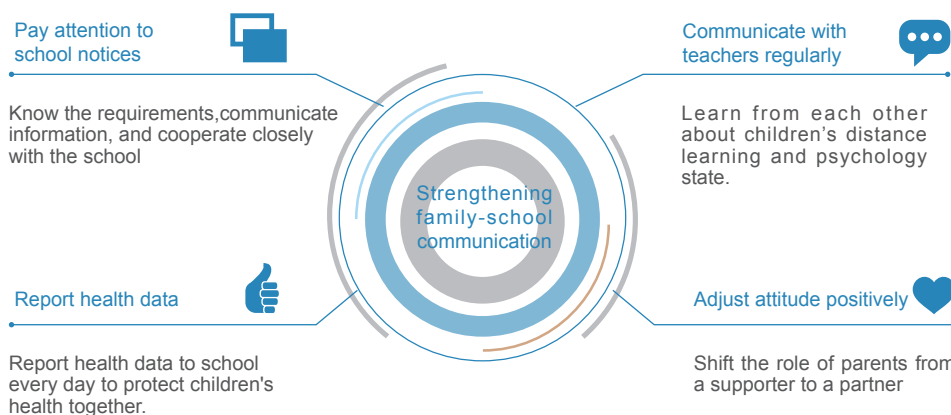 Pay attention to
school notices
Know the requirements,communicate
information, and cooperate closely
with the school
Communicate with
teachers regularly
Learn from each other
about children’s distance
learning and psychology
state.
Strengthening
family-school
communication
Report health data
Report health data to school
every day to protect children's
health together.
Adjust attitude positively
Shift the role of parents from
a supporter to a partner